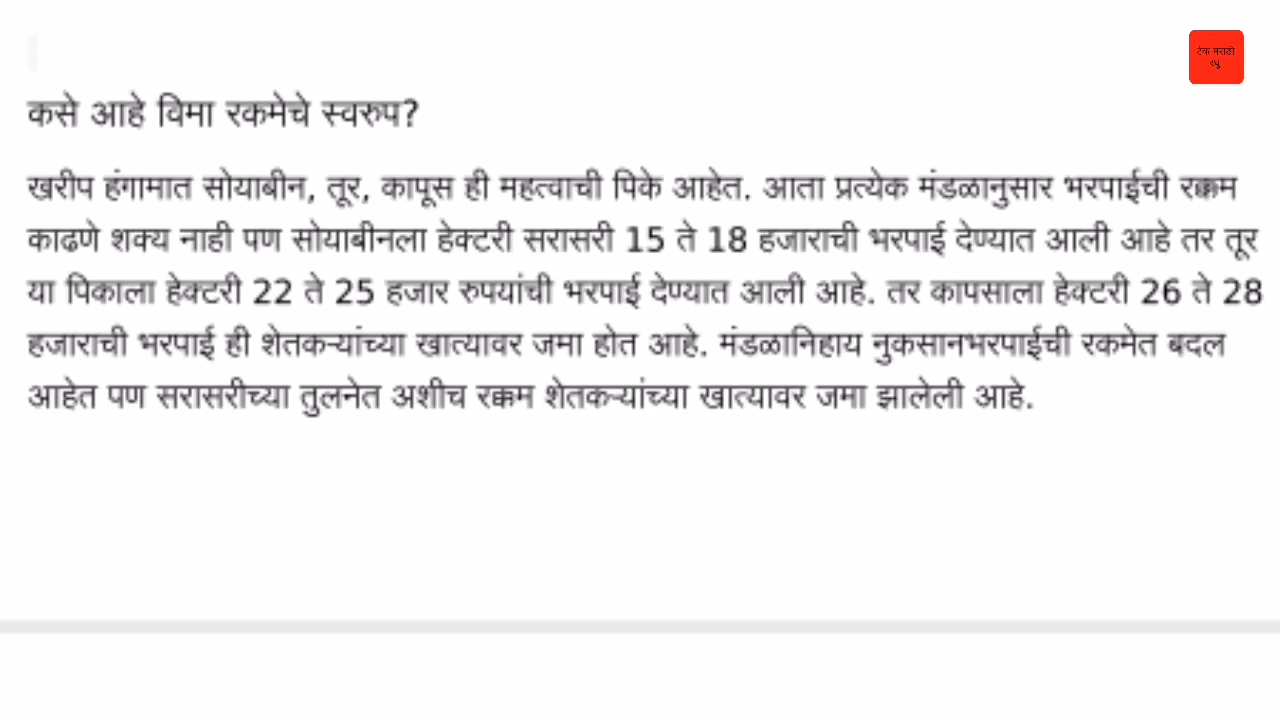 टेक मराठी
रघु
कसे आहे विमा रकमेचे स्वरुप?
खरीप हंगामात सोयाबीन, तूर, कापूस ही महत्वाची पिके आहेत. आता प्रत्येक मंडळानुसार भरपाईची रक्कम
काढणे शक्य नाही पण सोयाबीनला हेक्टरी सरासरी 15 ते 18 हजाराची भरपाई देण्यात आली आहे तर तूर
या पिकाला हेक्टरी 22 ते 25 हजार रुपयांची भरपाई देण्यात आली आहे. तर कापसाला हेक्टरी 26 ते 28
हजाराची भरपाई ही शेतकऱ्यांच्या खात्यावर जमा होत आहे. मंडळानिहाय नुकसानभरपाईची रकमेत बदल
आहेत पण सरासरीच्या तुलनेत अशीच रक्कम शेतकऱ्यांच्या खात्यावर जमा झालेली आहे.